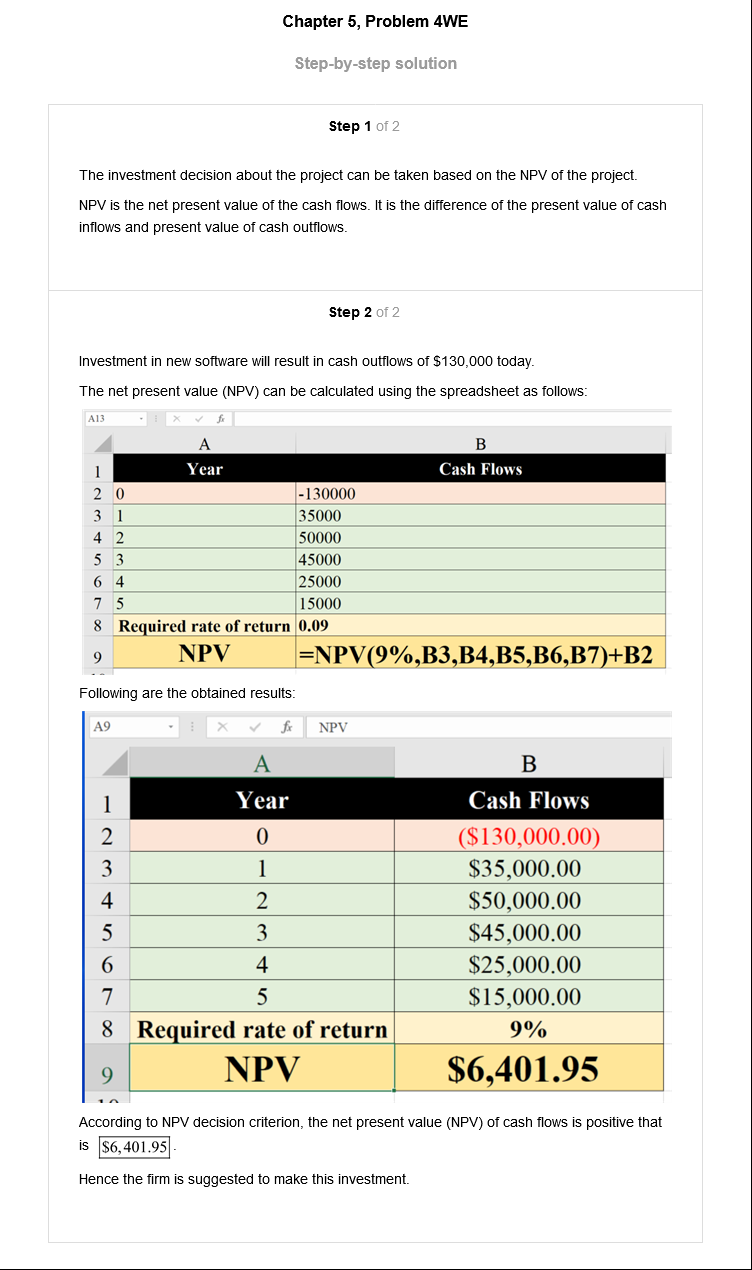 Chapter 5, Problem 4WE
Step-by-step solution
Step 1 of 2
The investment decision about the project can be taken based on the NPV of the project.
NPV is the net present value of the cash flows. It is the difference of the present value of cash
inflows and present value of cash outflows.
Step 2 of 2
Investment in new software will result in cash outflows of $130,000 today.
The net present value (NPV) can be calculated using the spreadsheet as follows:
A13 fx
A B
1 Year Cash Flows
2 0 -130000
3 1 35000
4 2 50000
5 3 45000
6 4 25000
7 5 15000
8 Required rate of return 0.09
9 NPV =NPV(9%,B3,B4,B5,B6,B7)+B2
Following are the obtained results:
A9 fx NPV
A B
1 Year Cash Flows
2 0 ($130,000.00)
3 1 $35,000.00
4 2 $50,000.00
5 3 $45,000.00
6 4 $25,000.00
7 5 $15,000.00
8 Required rate of return 9%
9 NPV $6,401.95
According to NPV decision criterion, the net present value (NPV) of cash flows is positive that
is $6,401.95 .
Hence the firm is suggested to make this investment.